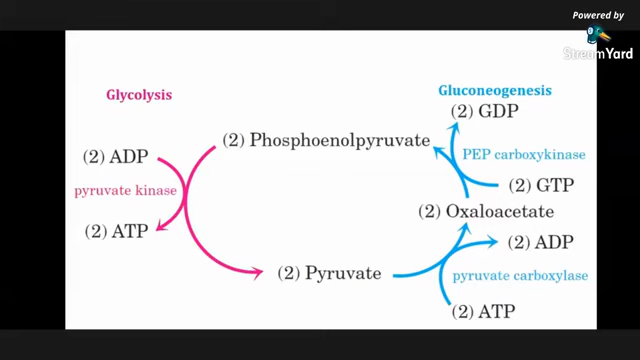 Powered by
StreamYard
Glycolysis
Gluconeogenesis
(2) GDP
(2) Phosphoenolpyruvate
(2) ADP
PEP carboxykinase
pyruvate kinase
(2) GTP
(2) Oxaloacetate
(2) ATP
(2) ADP
(2) Pyruvate
pyruvate carboxylase
(2) ATP